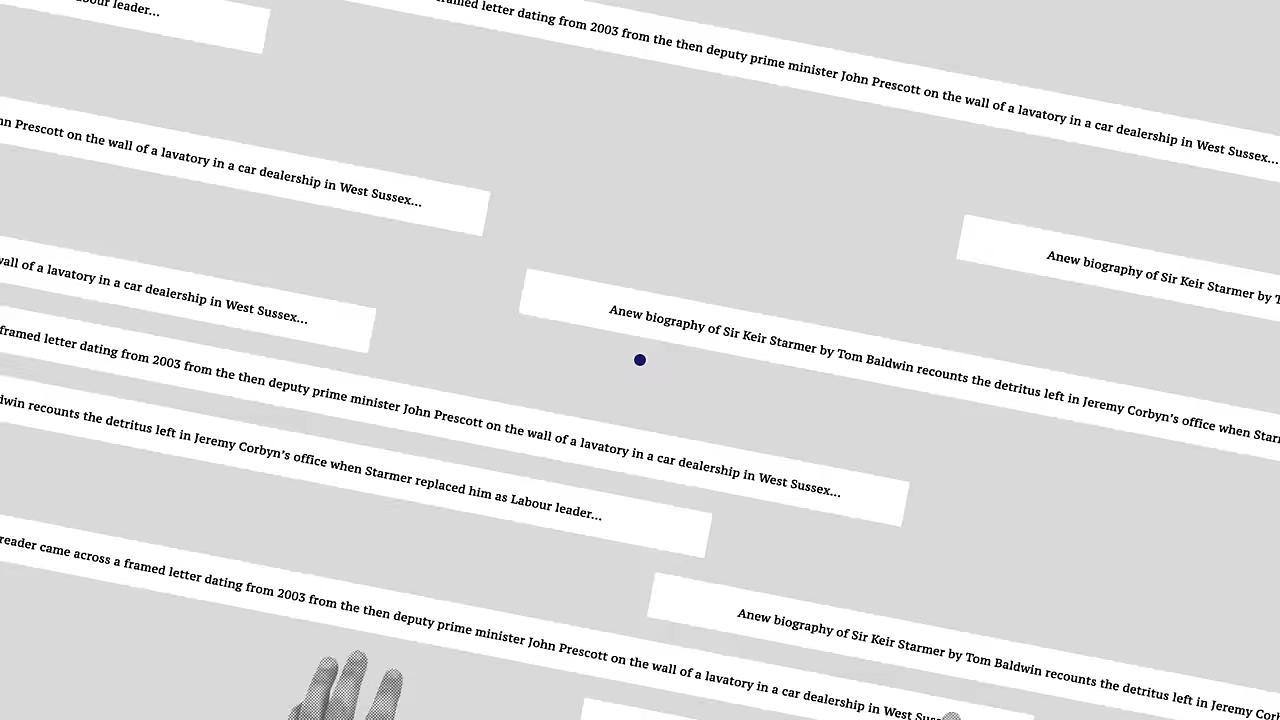 our leader...
framed letter dating from 2003 from the then deputy prime minister John Prescott on the wall of a lavatory in a car dealership in West Sussex...
Prescott on the wall of a lavatory in a car dealership in West Sussex...
Anew biography of Sir Keir Starmer by
wall of a lavatory in a car dealership in West Sussex...
Anew biography of Sir Keir Starmer by Tom Baldwin recounts the detritus left in Jeremy Corbyn's office when
framed letter dating from 2003 from the then deputy prime minister John Prescott on the wall of a lavatory in a car dealership in West Sussex...
recounts the detritus left in Jeremy Corbyn's office when Starmer replaced him as Labour leader...
reader came across a framed letter dating from 2003 from the then deputy prime minister John Prescott on the wall of a lavatory in a car dealership in West
Anew biography of Sir Keir Starmer by Tom Baldwin recounts the detritus left in Jeremy